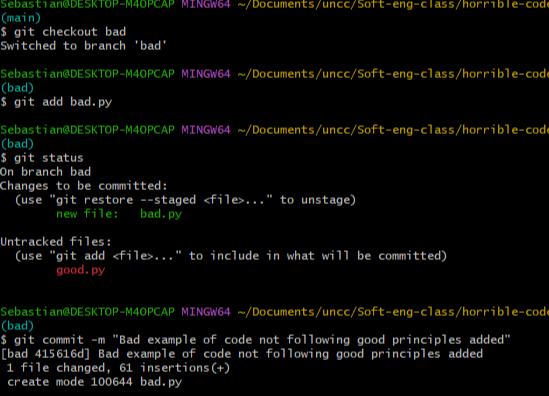 Sebastian@DESKTOP-M4OPCAP MINGW64 ~/Documents/uncc/Soft-eng-class/horrible-code
(main)
$ git checkout bad
Switched to branch 'bad'
Sebastian@DESKTOP-M4OPCAP MINGW64 ~/Documents/uncc/Soft-eng-class/horrible-code
(bad)
$ git add bad.py
Sebastian@DESKTOP-M4OPCAP MINGW64 ~/Documents/uncc/Soft-eng-class/horrible-code
(bad)
$ git status
On branch bad
Changes to be committed:
  (use "git restore --staged <file>..." to unstage)
        new file:   bad.py
Untracked files:
  (use "git add <file>..." to include in what will be committed)
        good.py
Sebastian@DESKTOP-M4OPCAP MINGW64 ~/Documents/uncc/Soft-eng-class/horrible-code
(bad)
$ git commit -m "Bad example of code not following good principles added"
[bad 415616d] Bad example of code not following good principles added
 1 file changed, 61 insertions(+)
 create mode 100644 bad.py